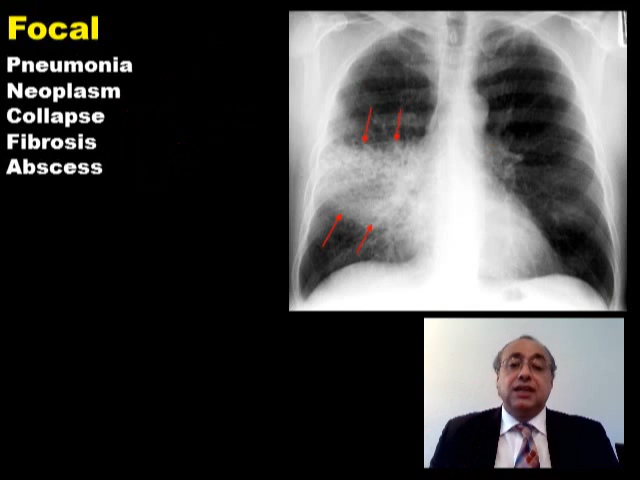 Focal
Pneumonia
Neoplasm
Collapse
Fibrosis
Abscess